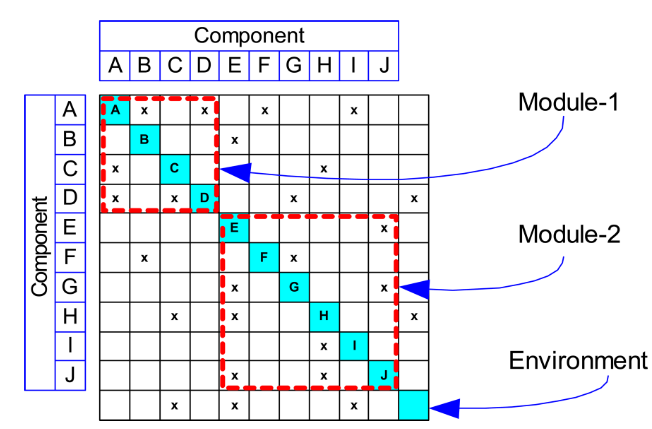 Component
A B C D E F G H I J
A A x x x x
B B x
C x C x
D x x D x x
E E x
F x F x
G x G x
H x x H x
I x I
J x x J
x x x
Component
Module-1
Module-2
Environment